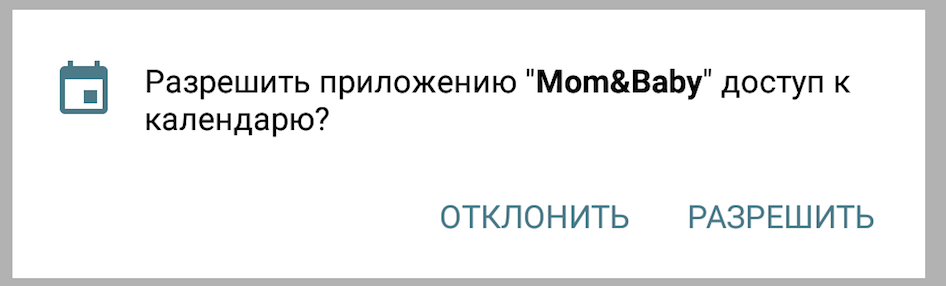 Разрешить приложению "Mom&Baby" доступ к
календарю?
ОТКЛОНИТЬ РАЗРЕШИТЬ